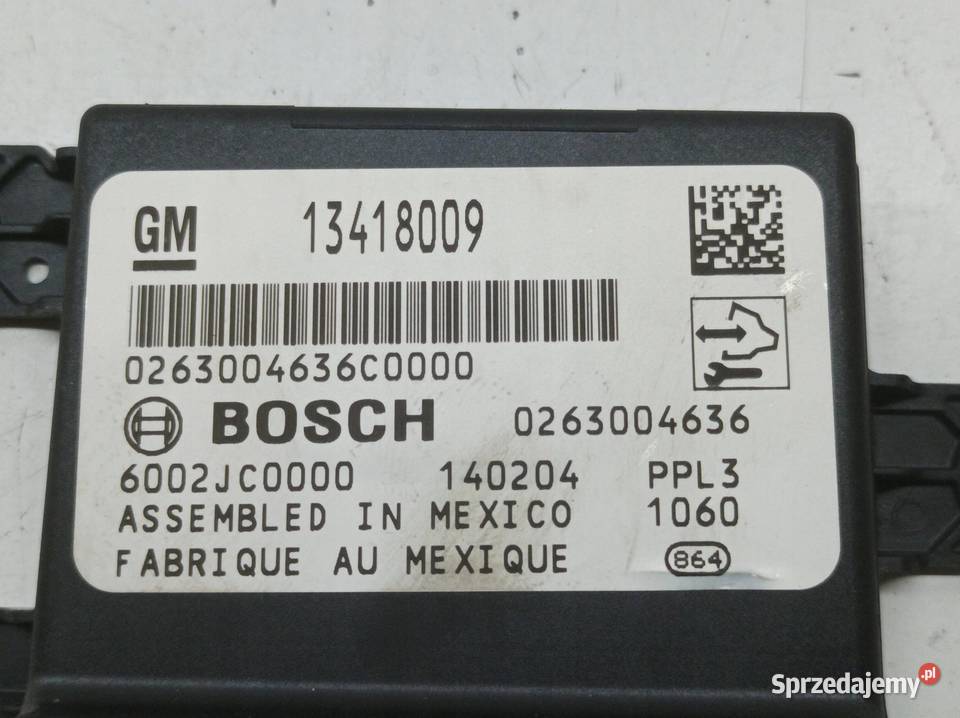 GM 13418009
0263004636C0000
BOSCH 0263004636
6002JC0000 140204 PPL3
ASSEMBLED IN MEXICO 1060
FABRIQUE AU MEXIQUE 864
Sprzedajemy.pl